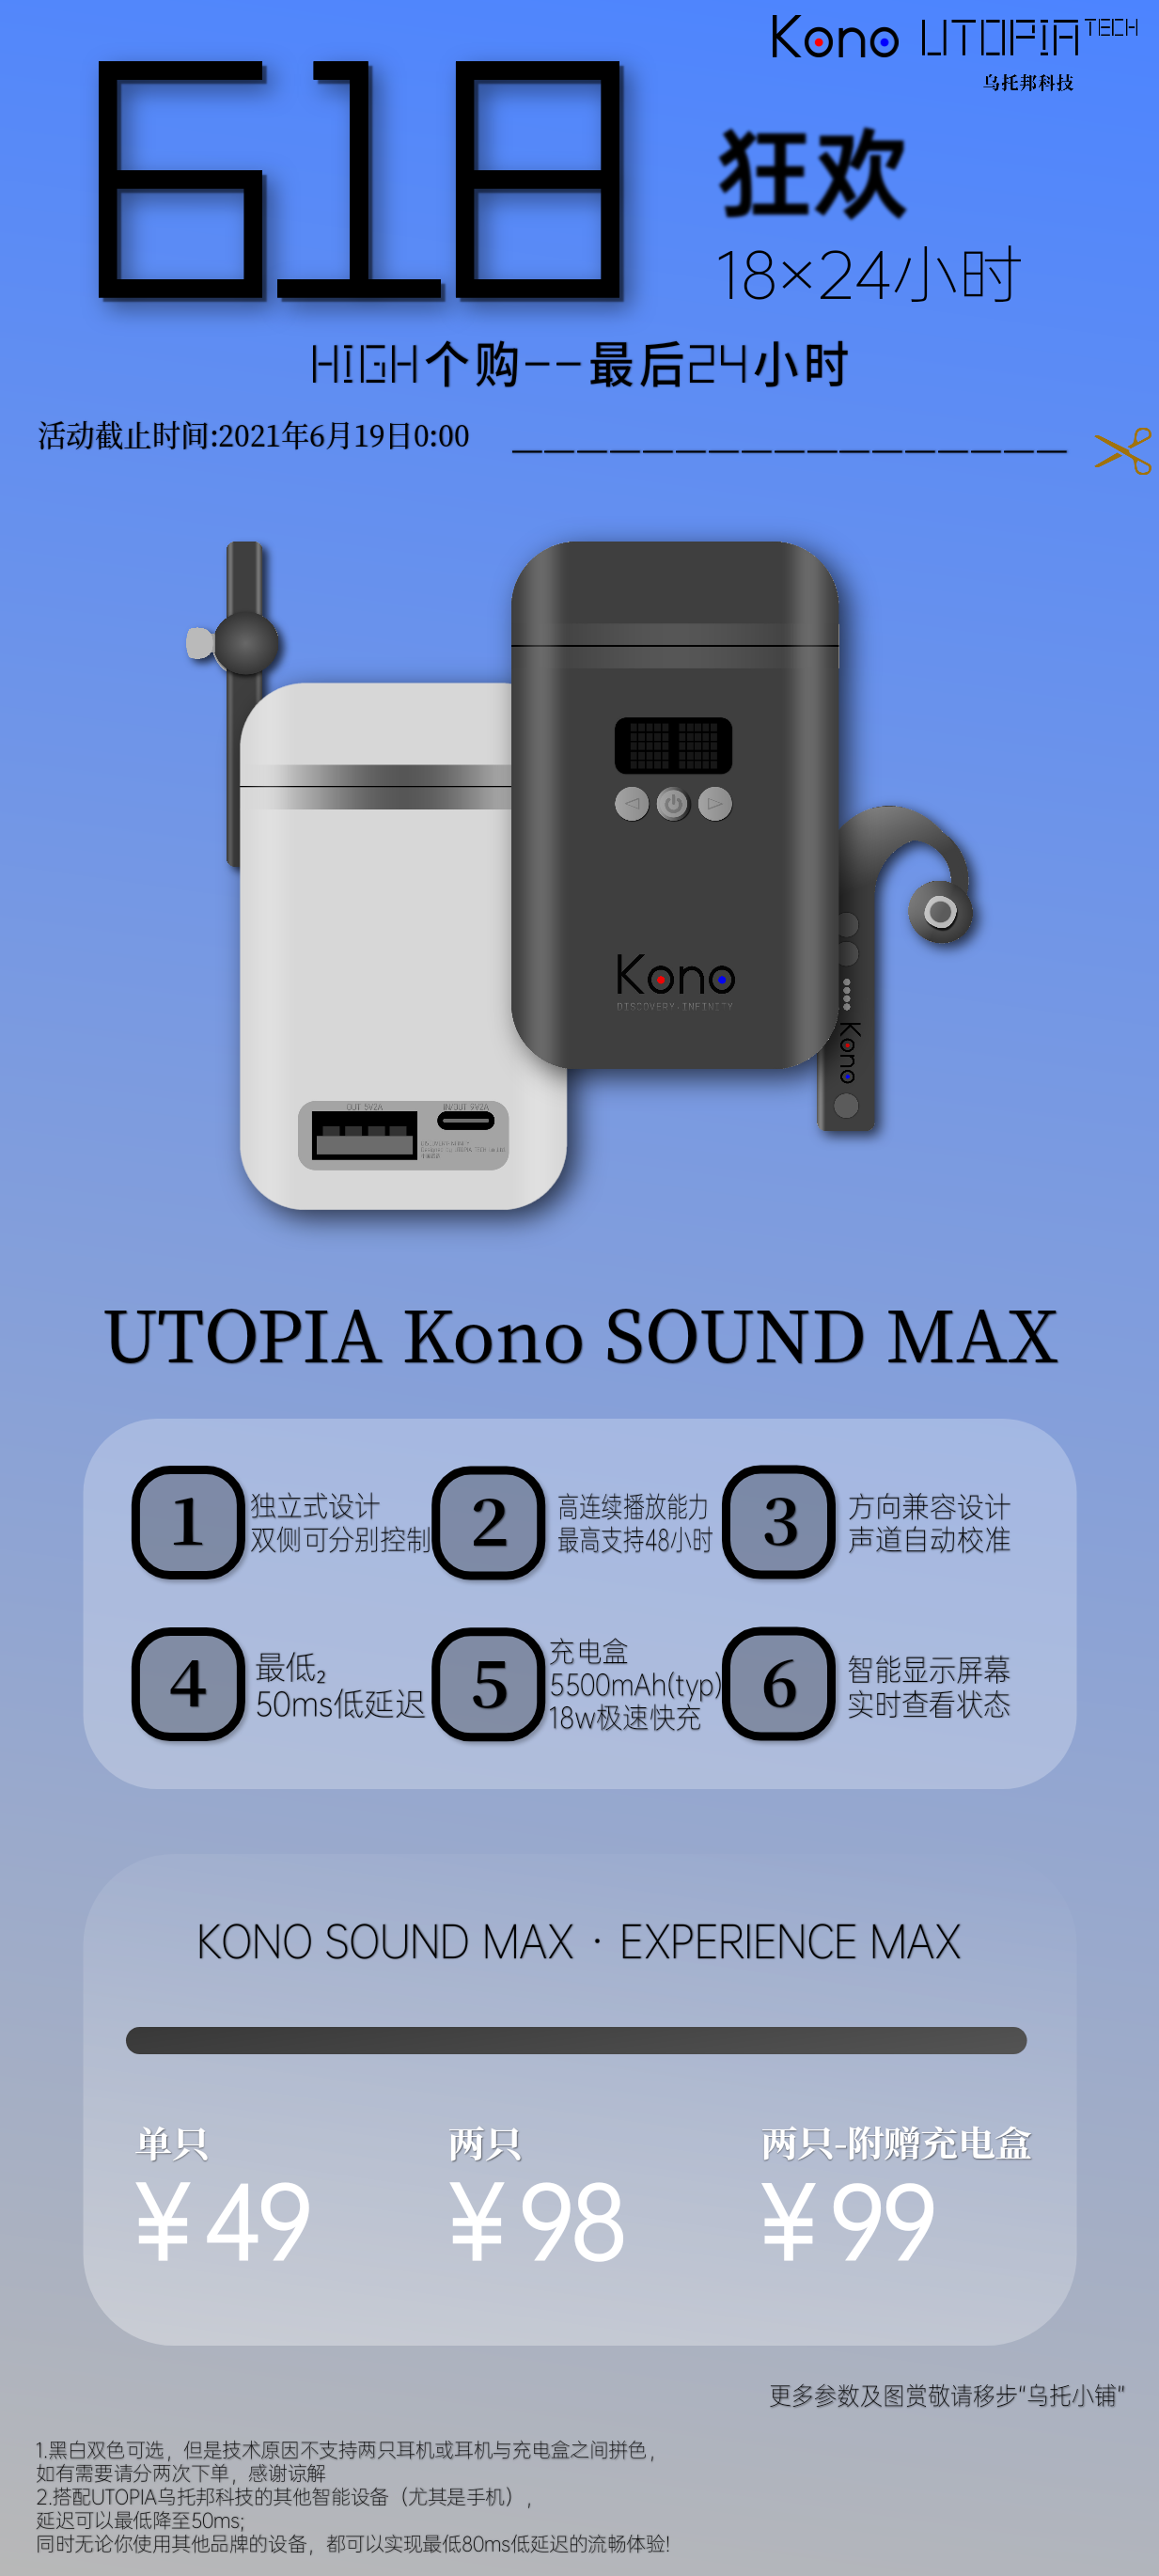 Kono UTOPIA TECH
乌托邦科技
618
狂欢
18×24小时
HIGH个购--最后24小时
活动截止时间:2021年6月19日0:00
Kono
DISCOVERY·INFINITY
Kono
OUT 5V2A
IN/OUT 9V2A
UTOPIA Kono SOUND MAX
1
独立式设计
双侧可分别控制
2
高连续播放能力
最高支持48小时
3
方向兼容设计
声道自动校准
4
最低₂
50ms低延迟
5
充电盒
5500mAh(typ)
18w极速快充
6
智能显示屏幕
实时查看状态
KONO SOUND MAX · EXPERIENCE MAX
单只
¥49
两只
¥98
两只-附赠充电盒
¥99
更多参数及图赏敬请移步"乌托小铺"
1.黑白双色可选，但是技术原因不支持两只耳机或耳机与充电盒之间拼色，
如有需要请分两次下单，感谢谅解
2.搭配UTOPIA乌托邦科技的其他智能设备（尤其是手机），
延迟可以最低降至50ms;
同时无论你使用其他品牌的设备，都可以实现最低80ms低延迟的流畅体验!